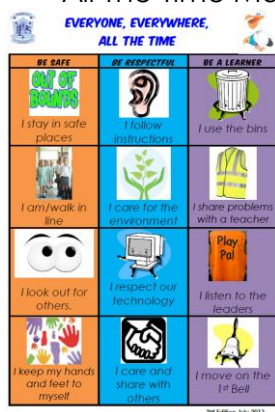 EVERYONE, EVERYWHERE,
ALL THE TIME
BE SAFE
BE RESPECTFUL
BE A LEARNER
OUT OF
BOUNDS
I stay in safe
places
I follow
instructions
I use the bins
I am/walk in
line
I care for the
environment
I share problems
with a teacher
I look out for
others.
I respect our
technology
Play
Pal
I listen to the
leaders
I keep my hands
and feet to
myself
I care and
share with
others
I move on the
1st Bell